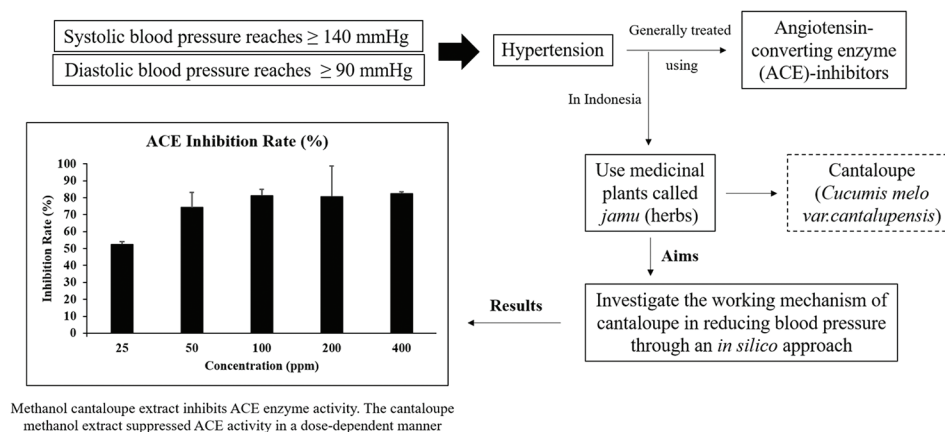 Systolic blood pressure reaches ≥ 140 mmHg
Diastolic blood pressure reaches ≥ 90 mmHg
Hypertension
Generally treated
using
Angiotensin-
converting enzyme
(ACE)-inhibitors
In Indonesia
Use medicinal
plants called
jamu (herbs)
Cantaloupe
(Cucumis melo
var.cantalupensis)
Aims
Investigate the working mechanism of
cantaloupe in reducing blood pressure
through an in silico approach
Results
ACE Inhibition Rate (%)
Inhibition Rate (%)
100
90
80
70
60
50
40
30
20
10
0
25 50 100 200 400
Concentration (ppm)
Methanol cantaloupe extract inhibits ACE enzyme activity. The cantaloupe
methanol extract suppressed ACE activity in a dose-dependent manner